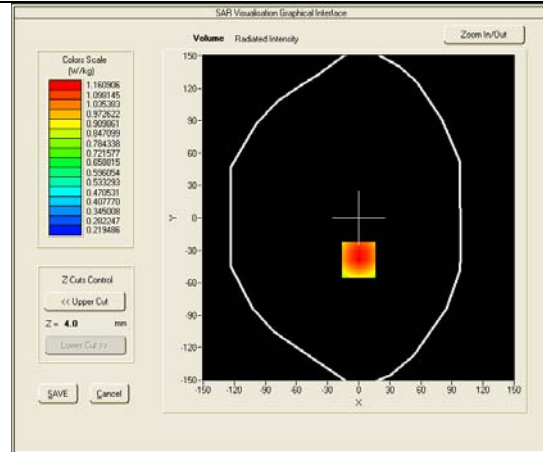 SAR Visualisation Graphical Interface
Volume Radiated Intensity
Zoom In/Out
Colors Scale
(W/kg)
1.160906
1.098145
1.035383
0.972622
0.909861
0.847099
0.784338
0.721577
0.658815
0.596054
0.533293
0.470531
0.407770
0.345008
0.282247
0.219486
Z Cuts Control
<< Upper Cut
Z = 4.0 mm
Lower Cut >>
SAVE Cancel
150
120
90
60
30
0
-30
-60
-90
-120
-150
Y
-150 -120 -90 -60 -30 0 30 60 90 120 150
X